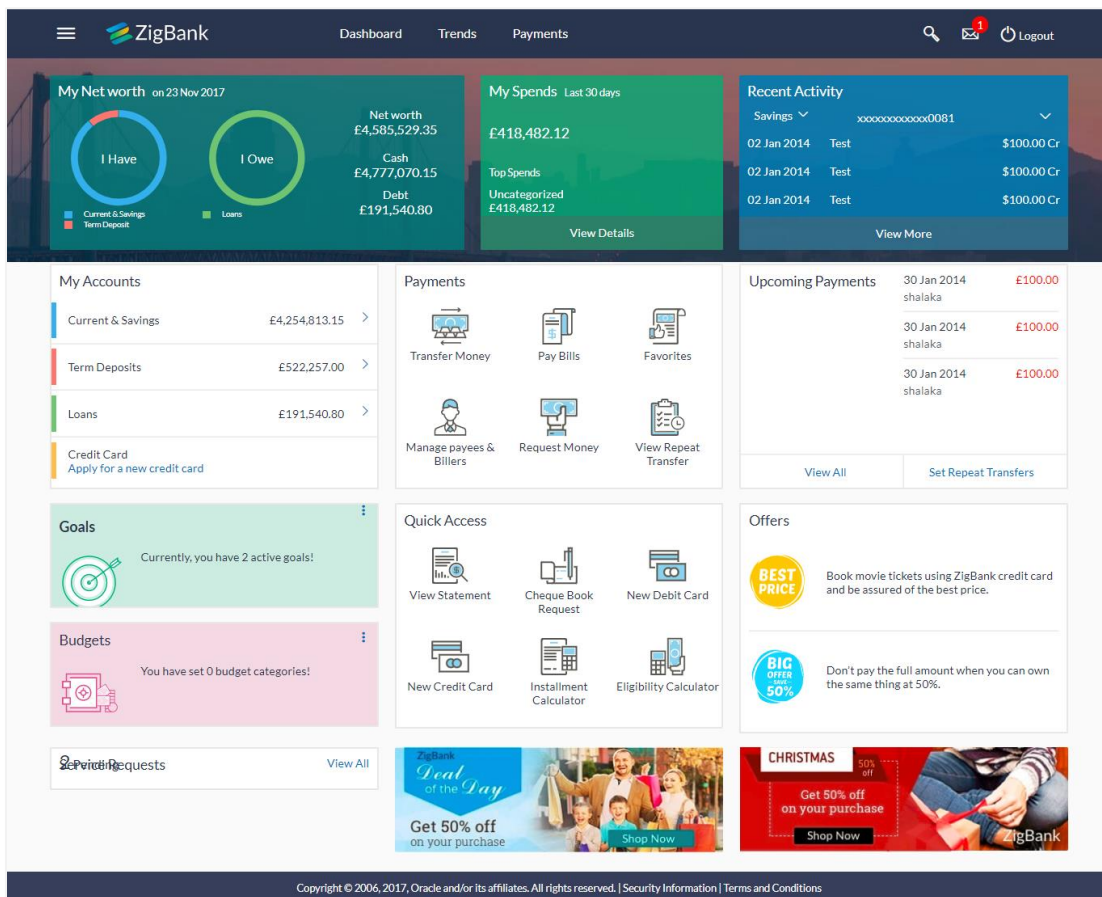 ZigBank
Dashboard
Trends
Payments
1
Logout
My Net worth on 23 Nov 2017
I Have
I Owe
Current & Savings
Term Deposit
Loans
Net worth
£4,585,529.35
Cash
£4,777,070.15
Debt
£191,540.80
My Spends Last 30 days
£418,482.12
Top Spends
Uncategorized
£418,482.12
View Details
Recent Activity
Savings xxxxxxxxxxxx0081
02 Jan 2014 Test $100.00 Cr
02 Jan 2014 Test $100.00 Cr
02 Jan 2014 Test $100.00 Cr
View More
My Accounts
Current & Savings £4,254,813.15
Term Deposits £522,257.00
Loans £191,540.80
Credit Card
Apply for a new credit card
Payments
Transfer Money
Pay Bills
Favorites
Manage payees &
Billers
Request Money
View Repeat
Transfer
Upcoming Payments
30 Jan 2014 £100.00
shalaka
30 Jan 2014 £100.00
shalaka
30 Jan 2014 £100.00
shalaka
View All
Set Repeat Transfers
Goals
Currently, you have 2 active goals!
Budgets
You have set 0 budget categories!
Quick Access
View Statement
Cheque Book
Request
New Debit Card
New Credit Card
Installment
Calculator
Eligibility Calculator
Offers
BEST
PRICE
Book movie tickets using ZigBank credit card
and be assured of the best price.
BIG
OFFER
SAVE
50%
Don't pay the full amount when you can own
the same thing at 50%.
Requests
View All
ZigBank
Deal
of the Day
Get 50% off
on your purchase
Shop Now
CHRISTMAS
50%
off
Get 50% off
on your purchase
Shop Now
ZigBank
Copyright © 2006, 2017, Oracle and/or its affiliates. All rights reserved. | Security Information | Terms and Conditions